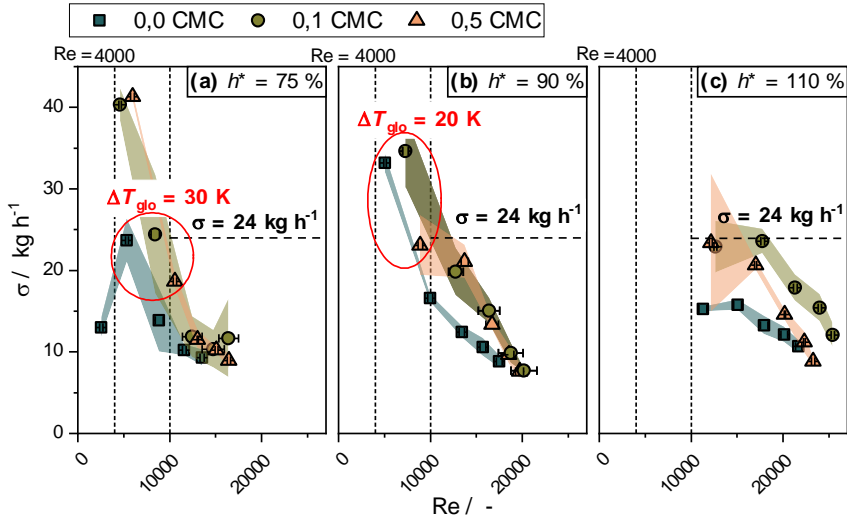 0,0 CMC 0,1 CMC 0,5 CMC
Re = 4000 Re = 4000 Re = 4000
(a) h* = 75 % (b) h* = 90 % (c) h* = 110 %
40
ΔT_glo = 20 K
30
ΔT_glo = 30 K
σ = 24 kg h⁻¹ σ = 24 kg h⁻¹ σ = 24 kg h⁻¹
σ / kg h⁻¹
20
10
0
0 10000 20000 0 10000 20000 0 10000 20000
Re / -